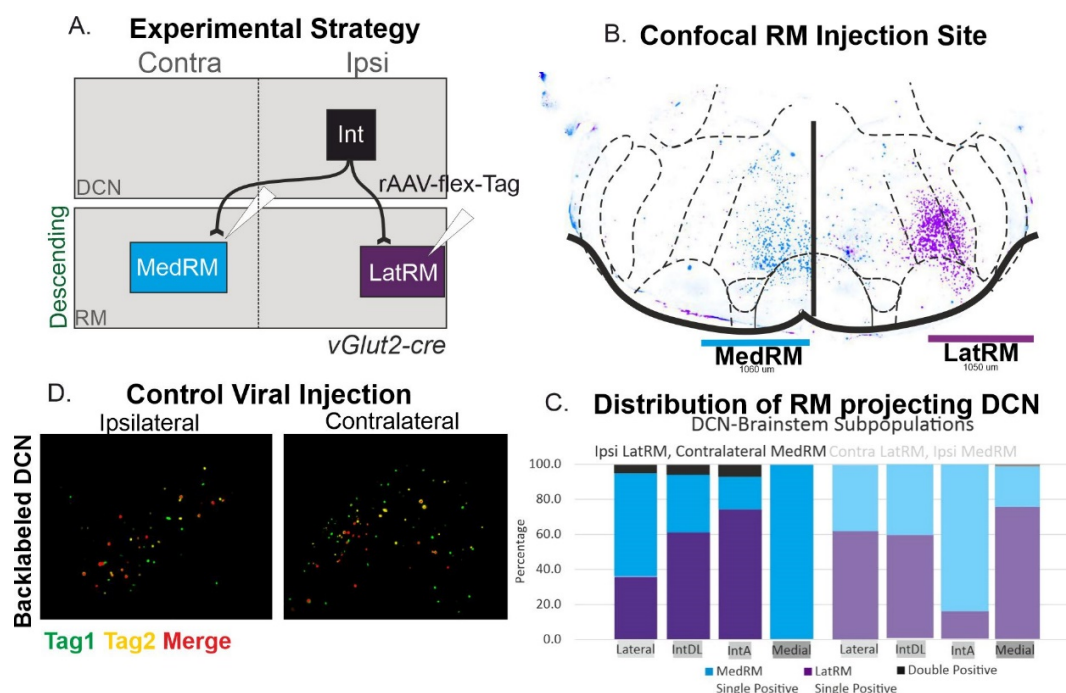 A. Experimental Strategy
Contra Ipsi
Int
rAAV-flex-Tag
DCN
Descending
MedRM LatRM
RM
vGlut2-cre
B. Confocal RM Injection Site
MedRM LatRM
1060 um 1050 um
D. Control Viral Injection
Ipsilateral Contralateral
Backlabeled DCN
Tag1 Tag2 Merge
C. Distribution of RM projecting DCN
DCN-Brainstem Subpopulations
Ipsi LatRM, Contralateral MedRM Contra LatRM, Ipsi MedRM
Percentage
100.0
80.0
60.0
40.0
20.0
0.0
Lateral IntDL IntA Medial Lateral IntDL IntA Medial
MedRM LatRM Double Positive
Single Positive Single Positive